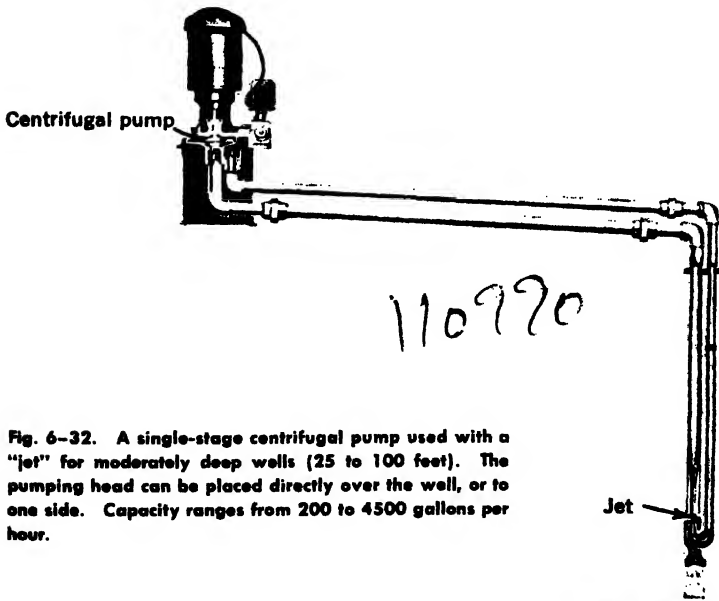 Centrifugal pump
110990
Fig. 6–32. A single-stage centrifugal pump used with a
"jet" for moderately deep wells (25 to 100 feet). The
pumping head can be placed directly over the well, or to
one side. Capacity ranges from 200 to 4500 gallons per
hour.
Jet